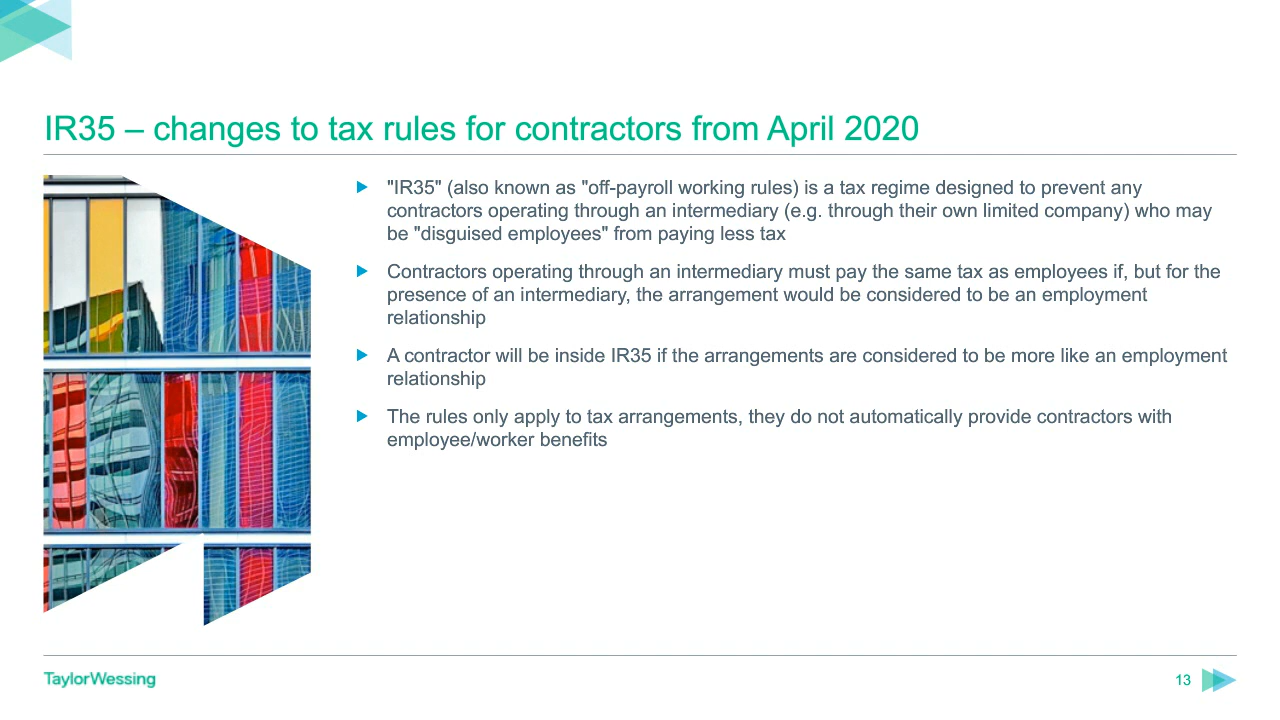 IR35 – changes to tax rules for contractors from April 2020
"IR35" (also known as "off-payroll working rules) is a tax regime designed to prevent any
contractors operating through an intermediary (e.g. through their own limited company) who may
be "disguised employees" from paying less tax
Contractors operating through an intermediary must pay the same tax as employees if, but for the
presence of an intermediary, the arrangement would be considered to be an employment
relationship
A contractor will be inside IR35 if the arrangements are considered to be more like an employment
relationship
The rules only apply to tax arrangements, they do not automatically provide contractors with
employee/worker benefits
TaylorWessing
13